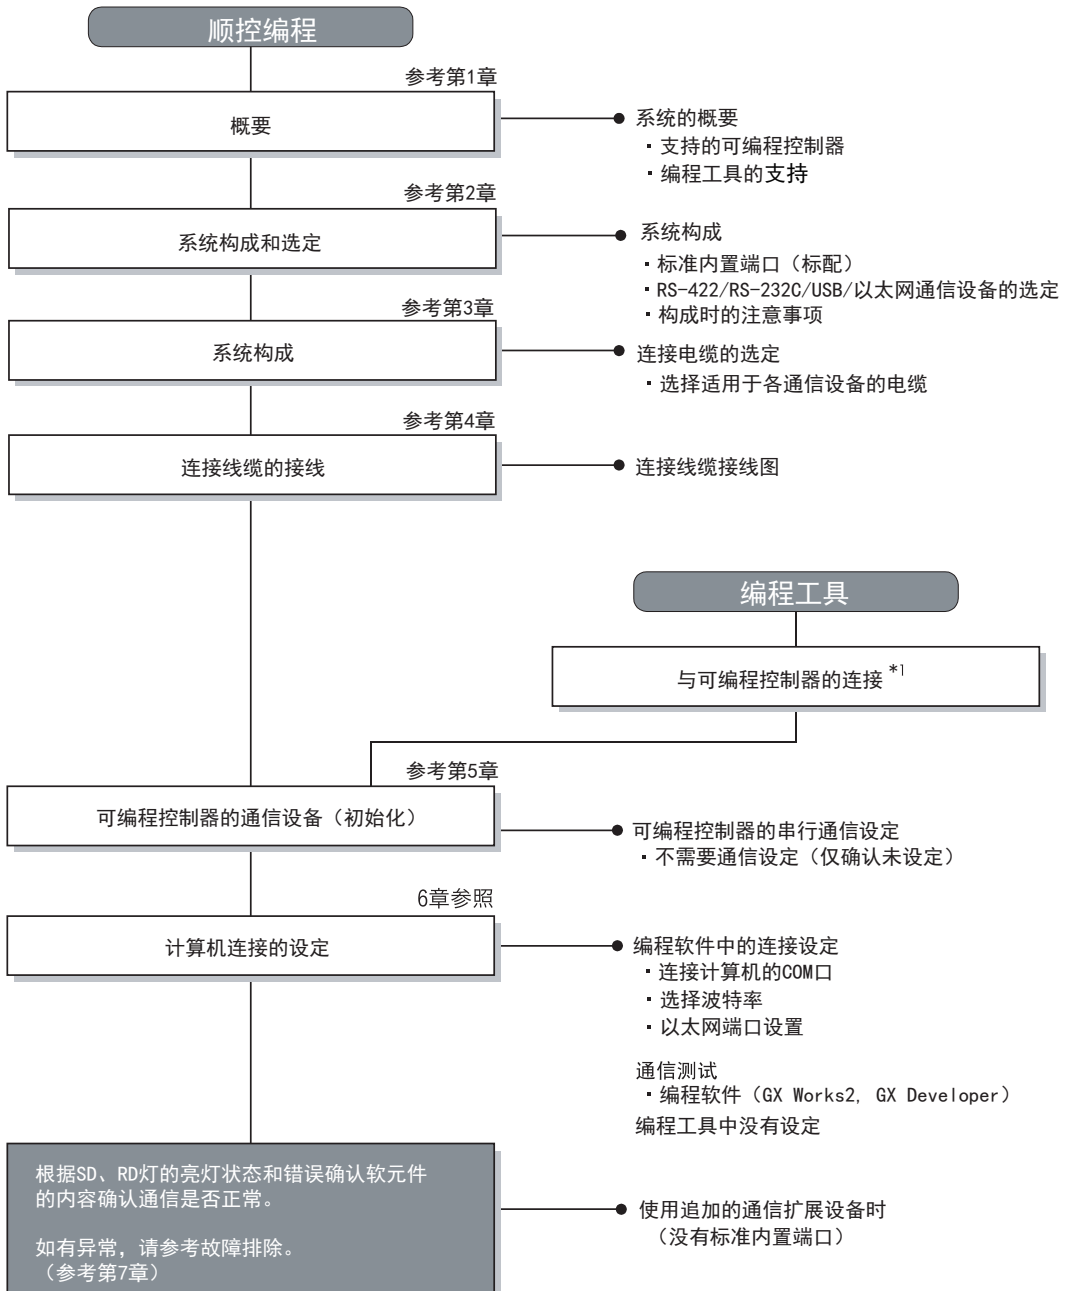 顺控编程
参考第1章
概要
系统的概要
・支持的可编程控制器
・编程工具的支持
参考第2章
系统构成和选定
系统构成
・标准内置端口（标配）
・RS-422/RS-232C/USB/以太网通信设备的选定
・构成时的注意事项
参考第3章
系统构成
连接电缆的选定
・选择适用于各通信设备的电缆
参考第4章
连接线缆的接线
连接线缆接线图
编程工具
与可编程控制器的连接 *1
参考第5章
可编程控制器的通信设备（初始化）
可编程控制器的串行通信设定
・不需要通信设定（仅确认未设定）
6章参照
计算机连接的设定
编程软件中的连接设定
・连接计算机的COM口
・选择波特率
・以太网端口设置
通信测试
・编程软件（GX Works2, GX Developer）
编程工具中没有设定
根据SD、RD灯的亮灯状态和错误确认软元件
的内容确认通信是否正常。
如有异常，请参考故障排除。
（参考第7章）
使用追加的通信扩展设备时
（没有标准内置端口）